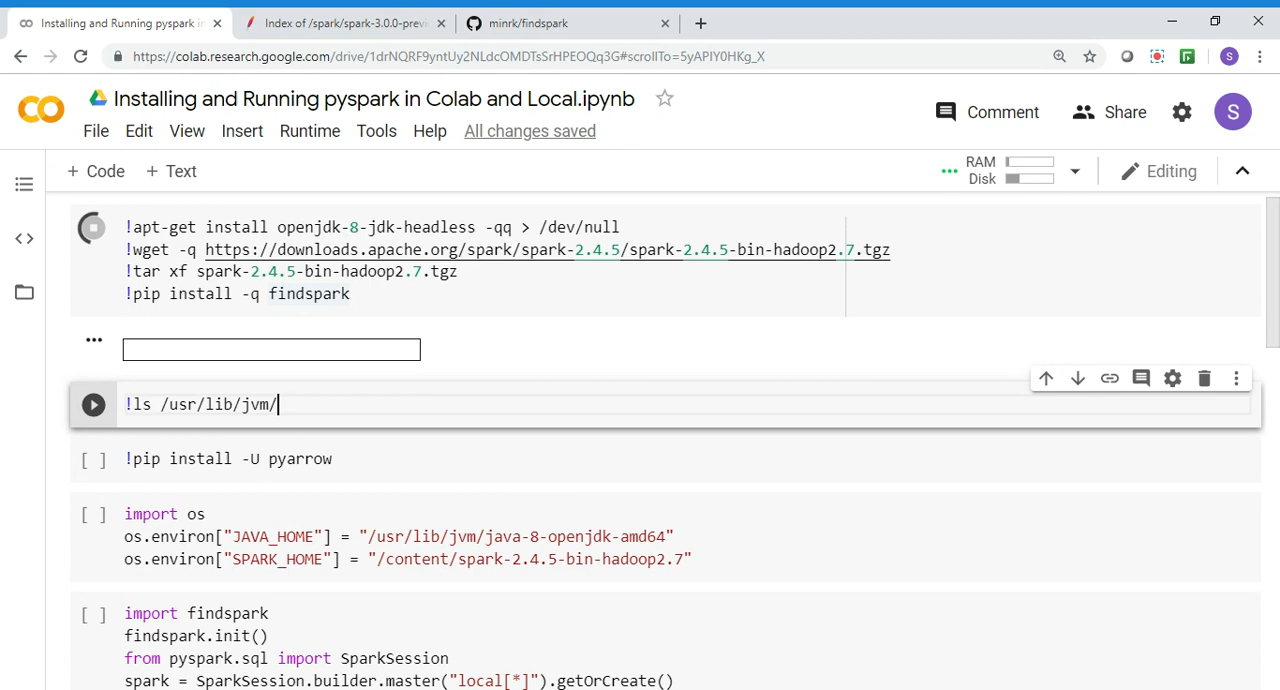 Installing and Running pyspark in
Index of /spark/spark-3.0.0-previ
minrk/findspark
https://colab.research.google.com/drive/1drNQRF9yntUy2NLdcOMDTsSrHPEOQq3G#scrollTo=5yAPIY0HKg_X
S
Installing and Running pyspark in Colab and Local.ipynb
Comment
Share
S
File Edit View Insert Runtime Tools Help All changes saved
+ Code + Text
RAM
Disk
Editing
!apt-get install openjdk-8-jdk-headless -qq > /dev/null
!wget -q https://downloads.apache.org/spark/spark-2.4.5/spark-2.4.5-bin-hadoop2.7.tgz
!tar xf spark-2.4.5-bin-hadoop2.7.tgz
!pip install -q findspark
!ls /usr/lib/jvm/
[ ] !pip install -U pyarrow
[ ] import os
os.environ["JAVA_HOME"] = "/usr/lib/jvm/java-8-openjdk-amd64"
os.environ["SPARK_HOME"] = "/content/spark-2.4.5-bin-hadoop2.7"
[ ] import findspark
findspark.init()
from pyspark.sql import SparkSession
spark = SparkSession.builder.master("local[*]").getOrCreate()